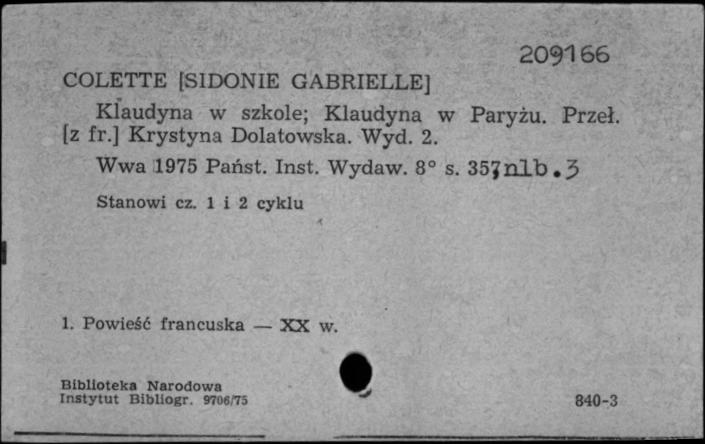 209166
COLETTE [SIDONIE GABRIELLE]
Klaudyna w szkole; Klaudyna w Paryżu. Przeł.
[z fr.] Krystyna Dolatowska. Wyd. 2.
Wwa 1975 Państ. Inst. Wydaw. 8° s. 357, nlb. 3
Stanowi cz. 1 i 2 cyklu
1. Powieść francuska — XX w.
Biblioteka Narodowa
Instytut Bibliogr. 9706/75
840-3